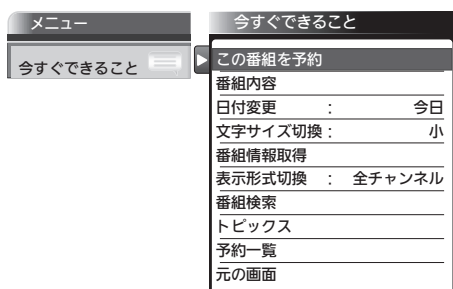 メニュー
今すぐできること
今すぐできること
この番組を予約
番組内容
日付変更 : 今日
文字サイズ切換 : 小
番組情報取得
表示形式切換 : 全チャンネル
番組検索
トピックス
予約一覧
元の画面